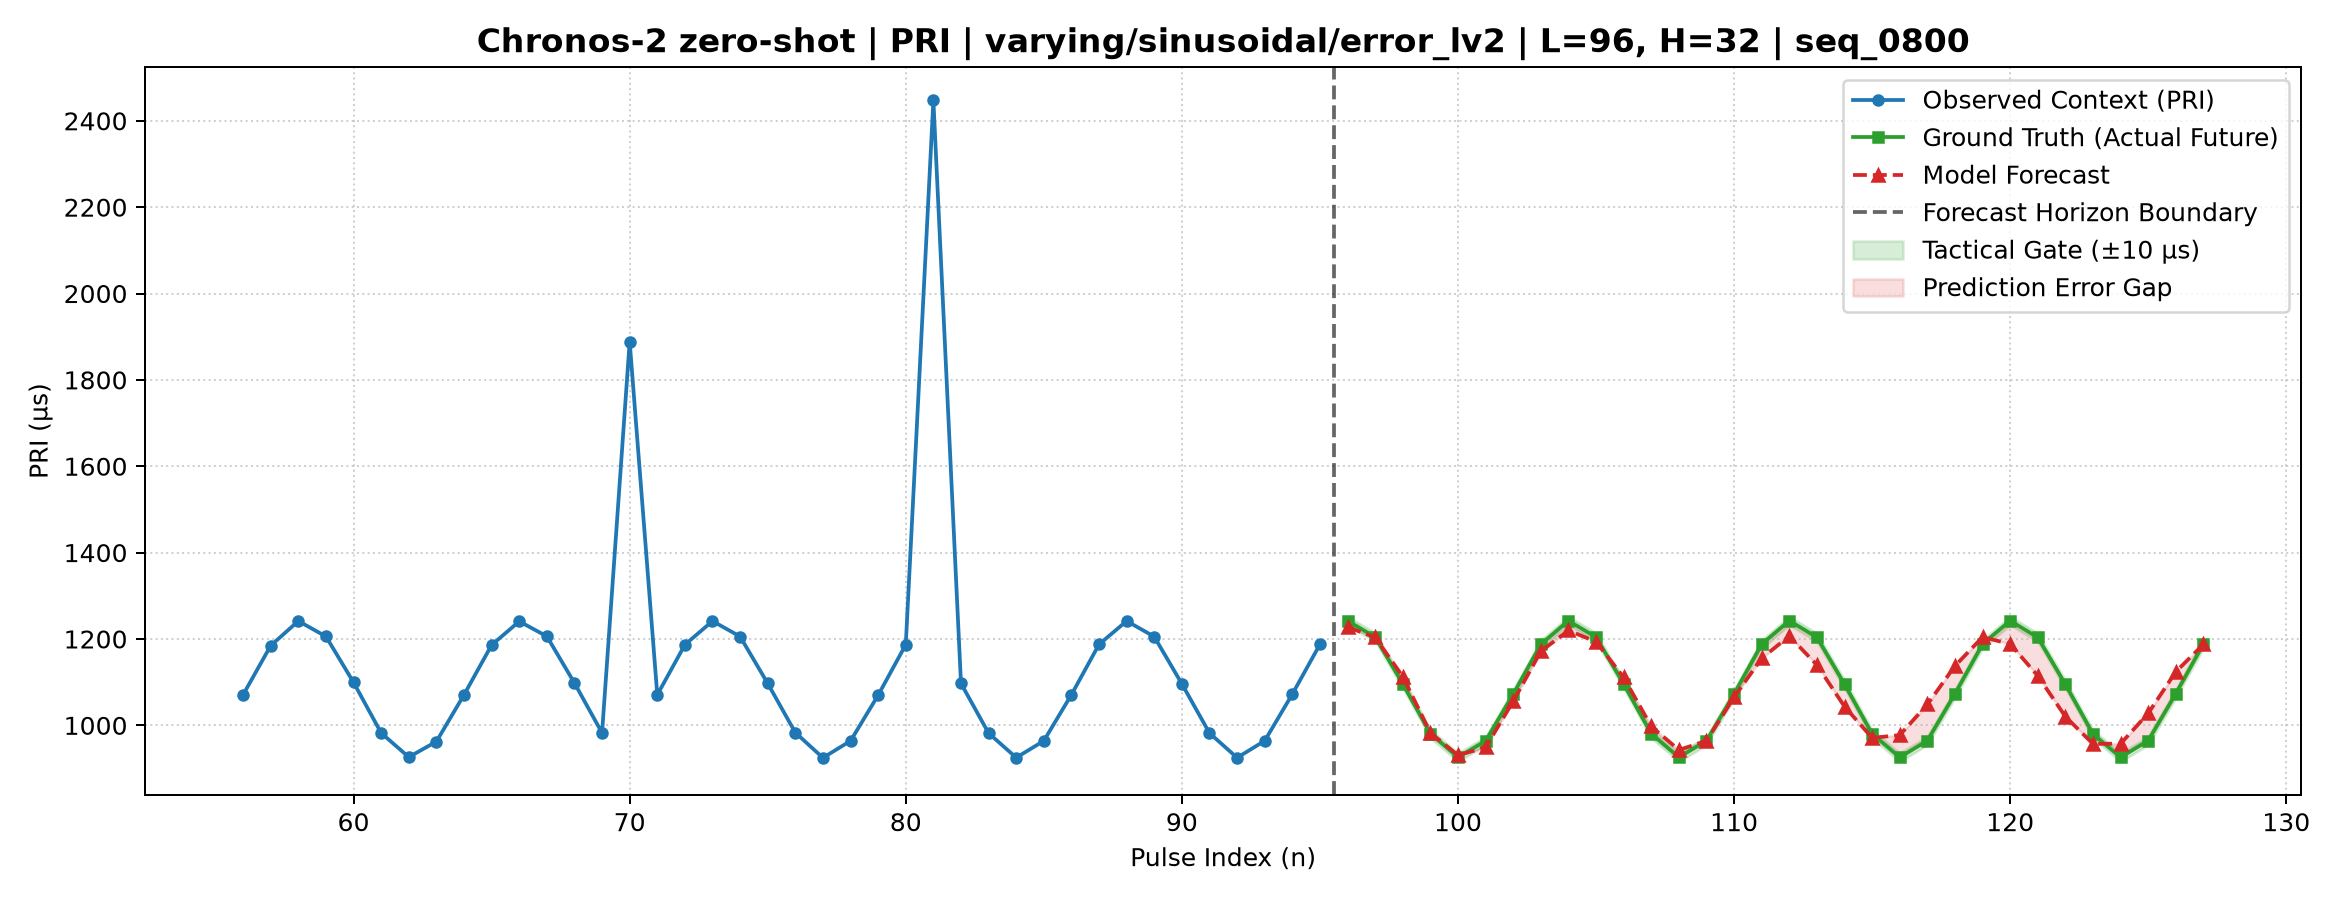 Chronos-2 zero-shot | PRI | varying/sinusoidal/error_lv2 | L=96, H=32 | seq_0800
PRI (µs)
2400
2200
2000
1800
1600
1400
1200
1000
Observed Context (PRI)
Ground Truth (Actual Future)
Model Forecast
Forecast Horizon Boundary
Tactical Gate (±10 µs)
Prediction Error Gap
60 70 80 90 100 110 120 130
Pulse Index (n)